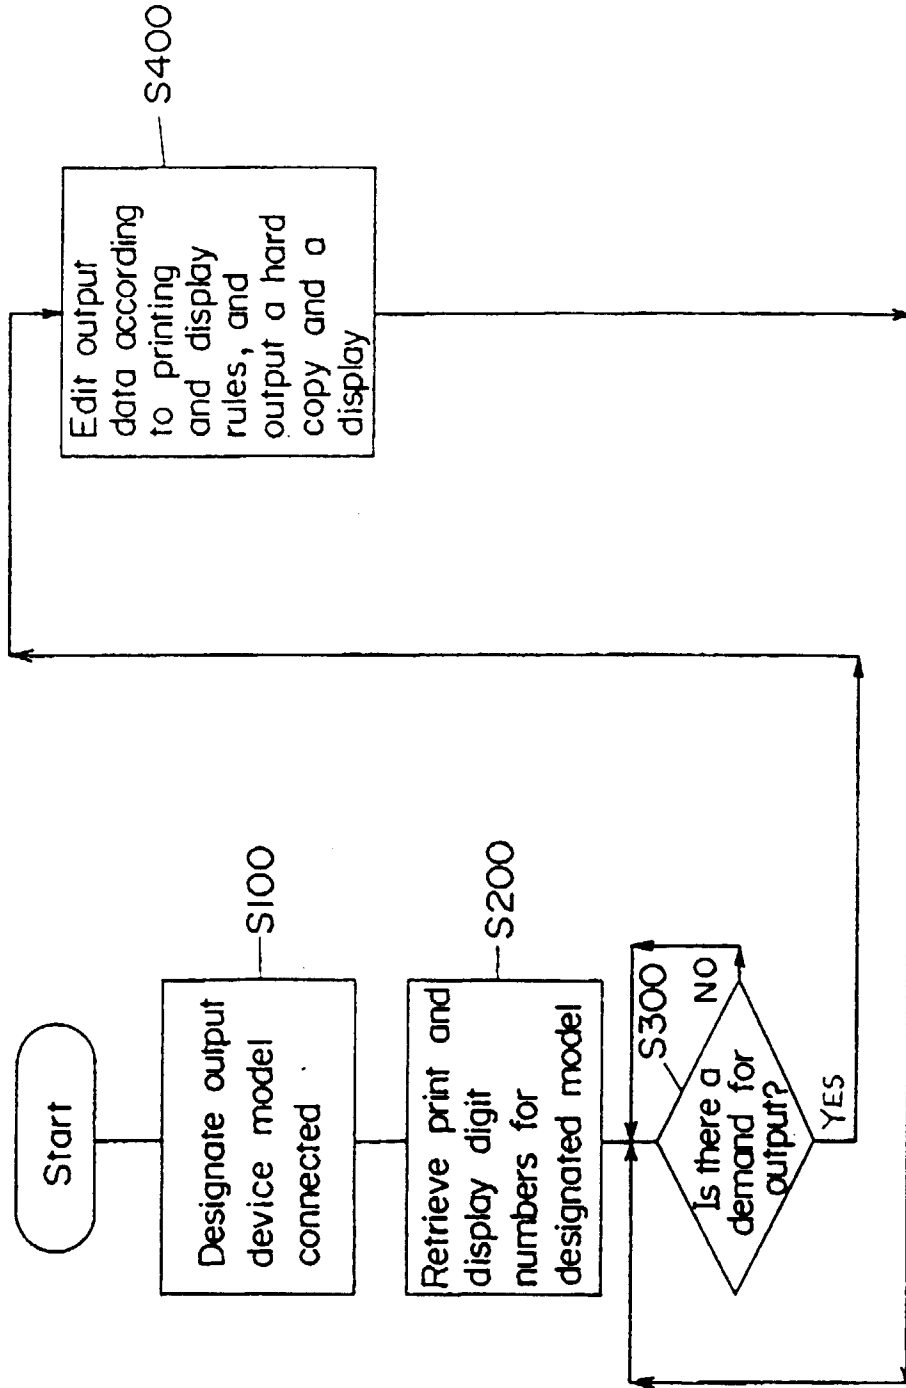 Start
Designate output
device model
connected
S100
Retrieve print and
display digit
numbers for
designated model
S200
S300
Is there a
demand for
output?
NO
YES
Edit output
data according
to printing
and display
rules, and
output a hard
copy and a
display
S400